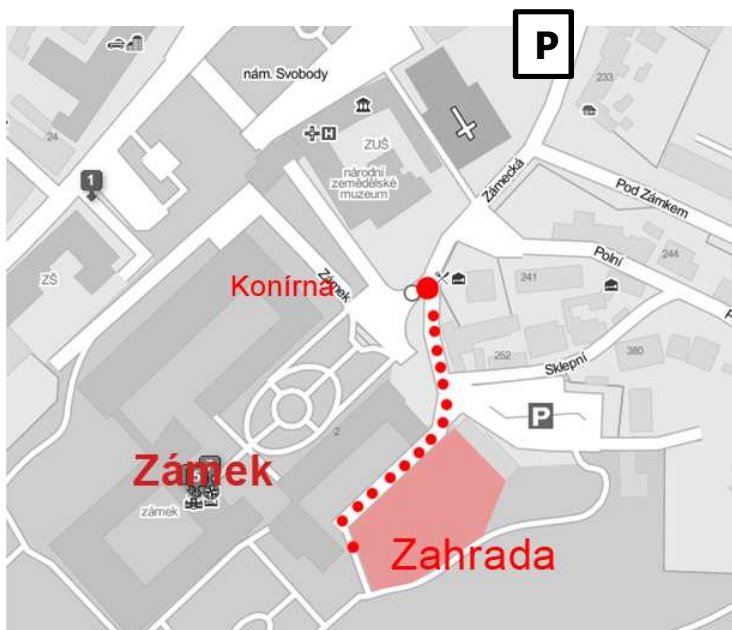 P
nám. Svobody
233
24
H
ZUŠ
národní
zemědělské
muzeum
1
Zámecká
Pod Zámkem
ZŠ
Polní
244
241
Konírna
Zámek
252
380
Sklepní
P
2
Zámek
zámek
Zahrada